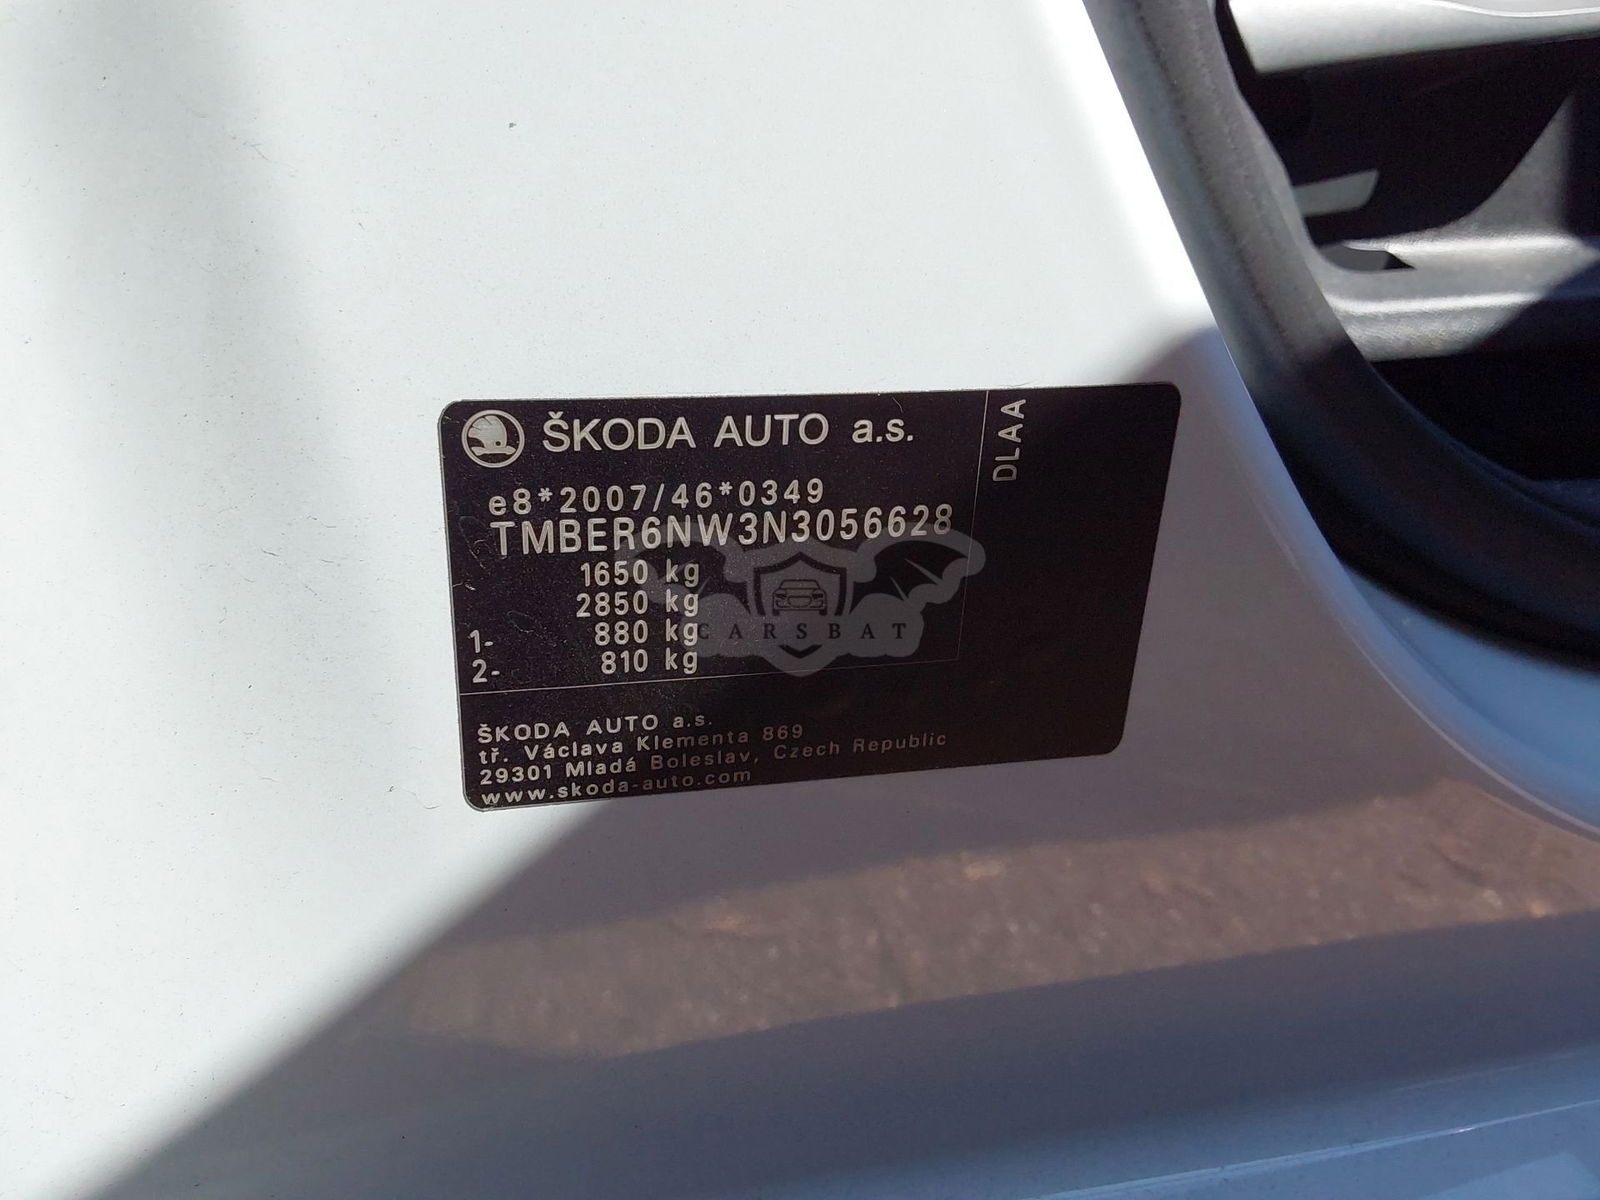 ŠKODA AUTO a.s.
DLAA
e8*2007/46*0349
TMBER6NW3N3056628
1650 kg
2850 kg
1- 880 kg
2- 810 kg
CARSBAT
ŠKODA AUTO a.s.
tř. Václava Klementa 869
29301 Mladá Boleslav, Czech Republic
www.skoda-auto.com